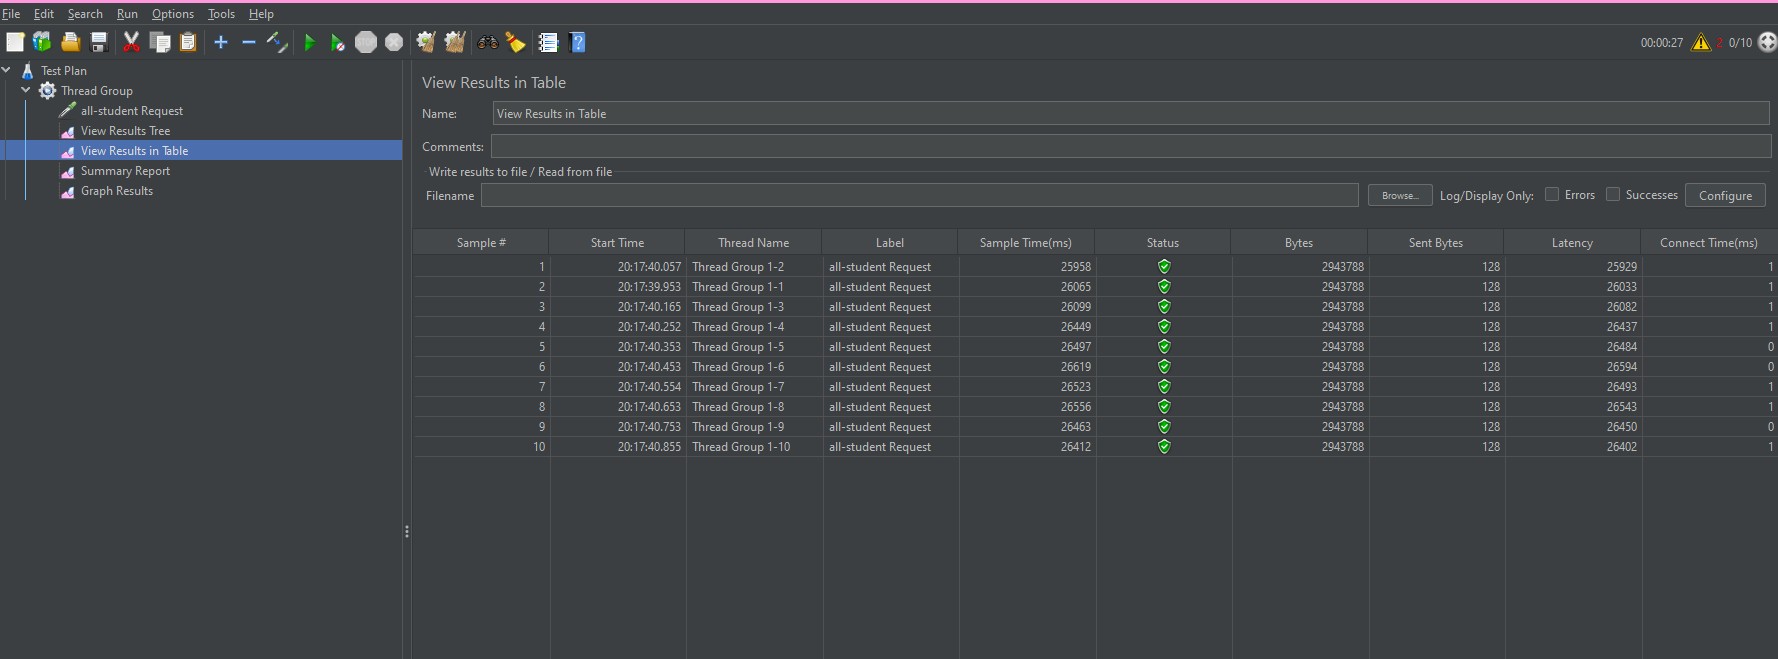 File Edit Search Run Options Tools Help
00:00:27 2 0/10
Test Plan
Thread Group
all-student Request
View Results Tree
View Results in Table
Summary Report
Graph Results
View Results in Table
Name: View Results in Table
Comments:
Write results to file / Read from file
Filename Browse... Log/Display Only: Errors Successes Configure
Sample # Start Time Thread Name Label Sample Time(ms) Status Bytes Sent Bytes Latency Connect Time(ms)
1 20:17:40.057 Thread Group 1-2 all-student Request 25958 2943788 128 25929 1
2 20:17:39.953 Thread Group 1-1 all-student Request 26065 2943788 128 26033 1
3 20:17:40.165 Thread Group 1-3 all-student Request 26099 2943788 128 26082 1
4 20:17:40.252 Thread Group 1-4 all-student Request 26449 2943788 128 26437 1
5 20:17:40.353 Thread Group 1-5 all-student Request 26497 2943788 128 26484 0
6 20:17:40.453 Thread Group 1-6 all-student Request 26619 2943788 128 26594 0
7 20:17:40.554 Thread Group 1-7 all-student Request 26523 2943788 128 26493 1
8 20:17:40.653 Thread Group 1-8 all-student Request 26556 2943788 128 26543 1
9 20:17:40.753 Thread Group 1-9 all-student Request 26463 2943788 128 26450 0
10 20:17:40.855 Thread Group 1-10 all-student Request 26412 2943788 128 26402 1